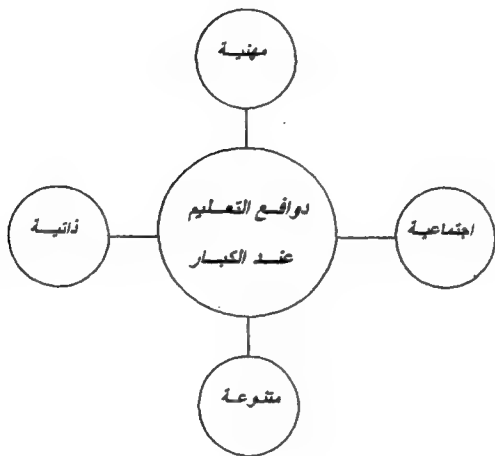 مهنية
دوافع التعليم
عند الكبار
اجتماعية
ذاتية
متنوعة